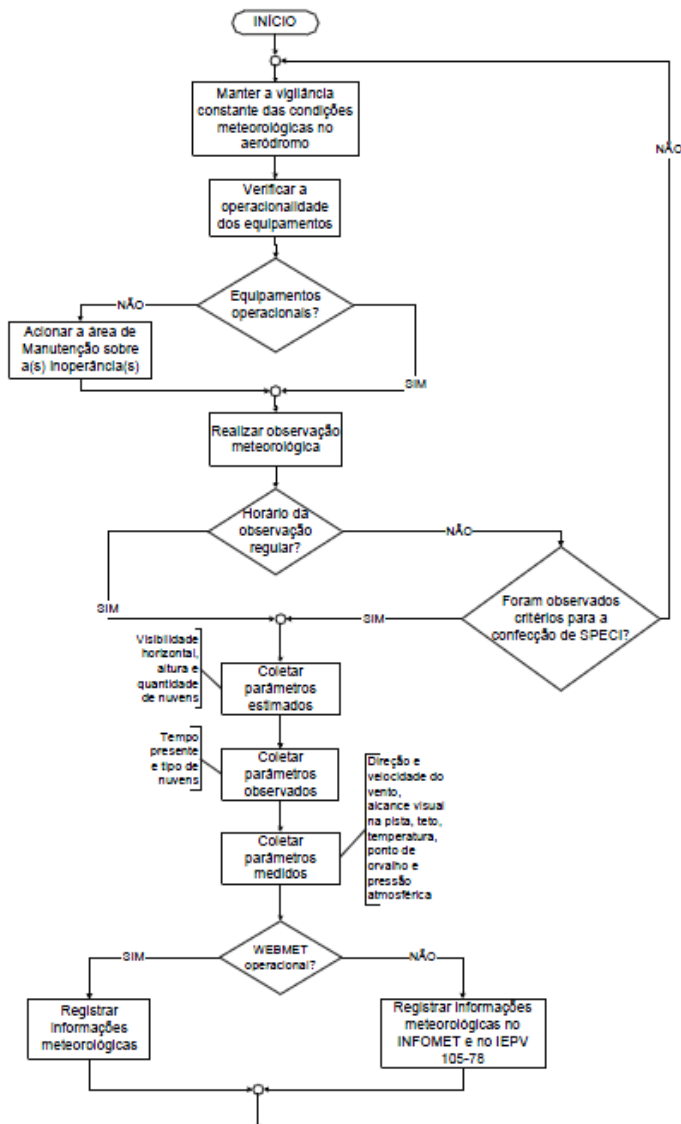 INÍCIO
Manter a vigilância
constante das condições
meteorológicas no
aeródromo
NÃO
Verificar a
operacionalidade
dos equipamentos
Equipamentos
operacionais?
NÃO
Acionar a área de
Manutenção sobre
a(s) inoperância(s)
SIM
Realizar observação
meteorológica
Horário da
observação
regular?
NÃO
SIM
Foram observados
critérios para a
confecção de SPECI?
SIM
Visibilidade
horizontal,
altura e
quantidade
de nuvens
Coletar
parâmetros
estimados
Tempo
presente
e tipo de
nuvens
Coletar
parâmetros
observados
Direção e
velocidade do
vento,
alcance visual
na pista, teto,
temperatura,
ponto de
orvalho e
pressão
atmosférica
Coletar
parâmetros
medidos
WEBMET
operacional?
SIM
NÃO
Registrar
informações
meteorológicas
Registrar informações
meteorológicas no
INFOMET e no IEPV
105-78